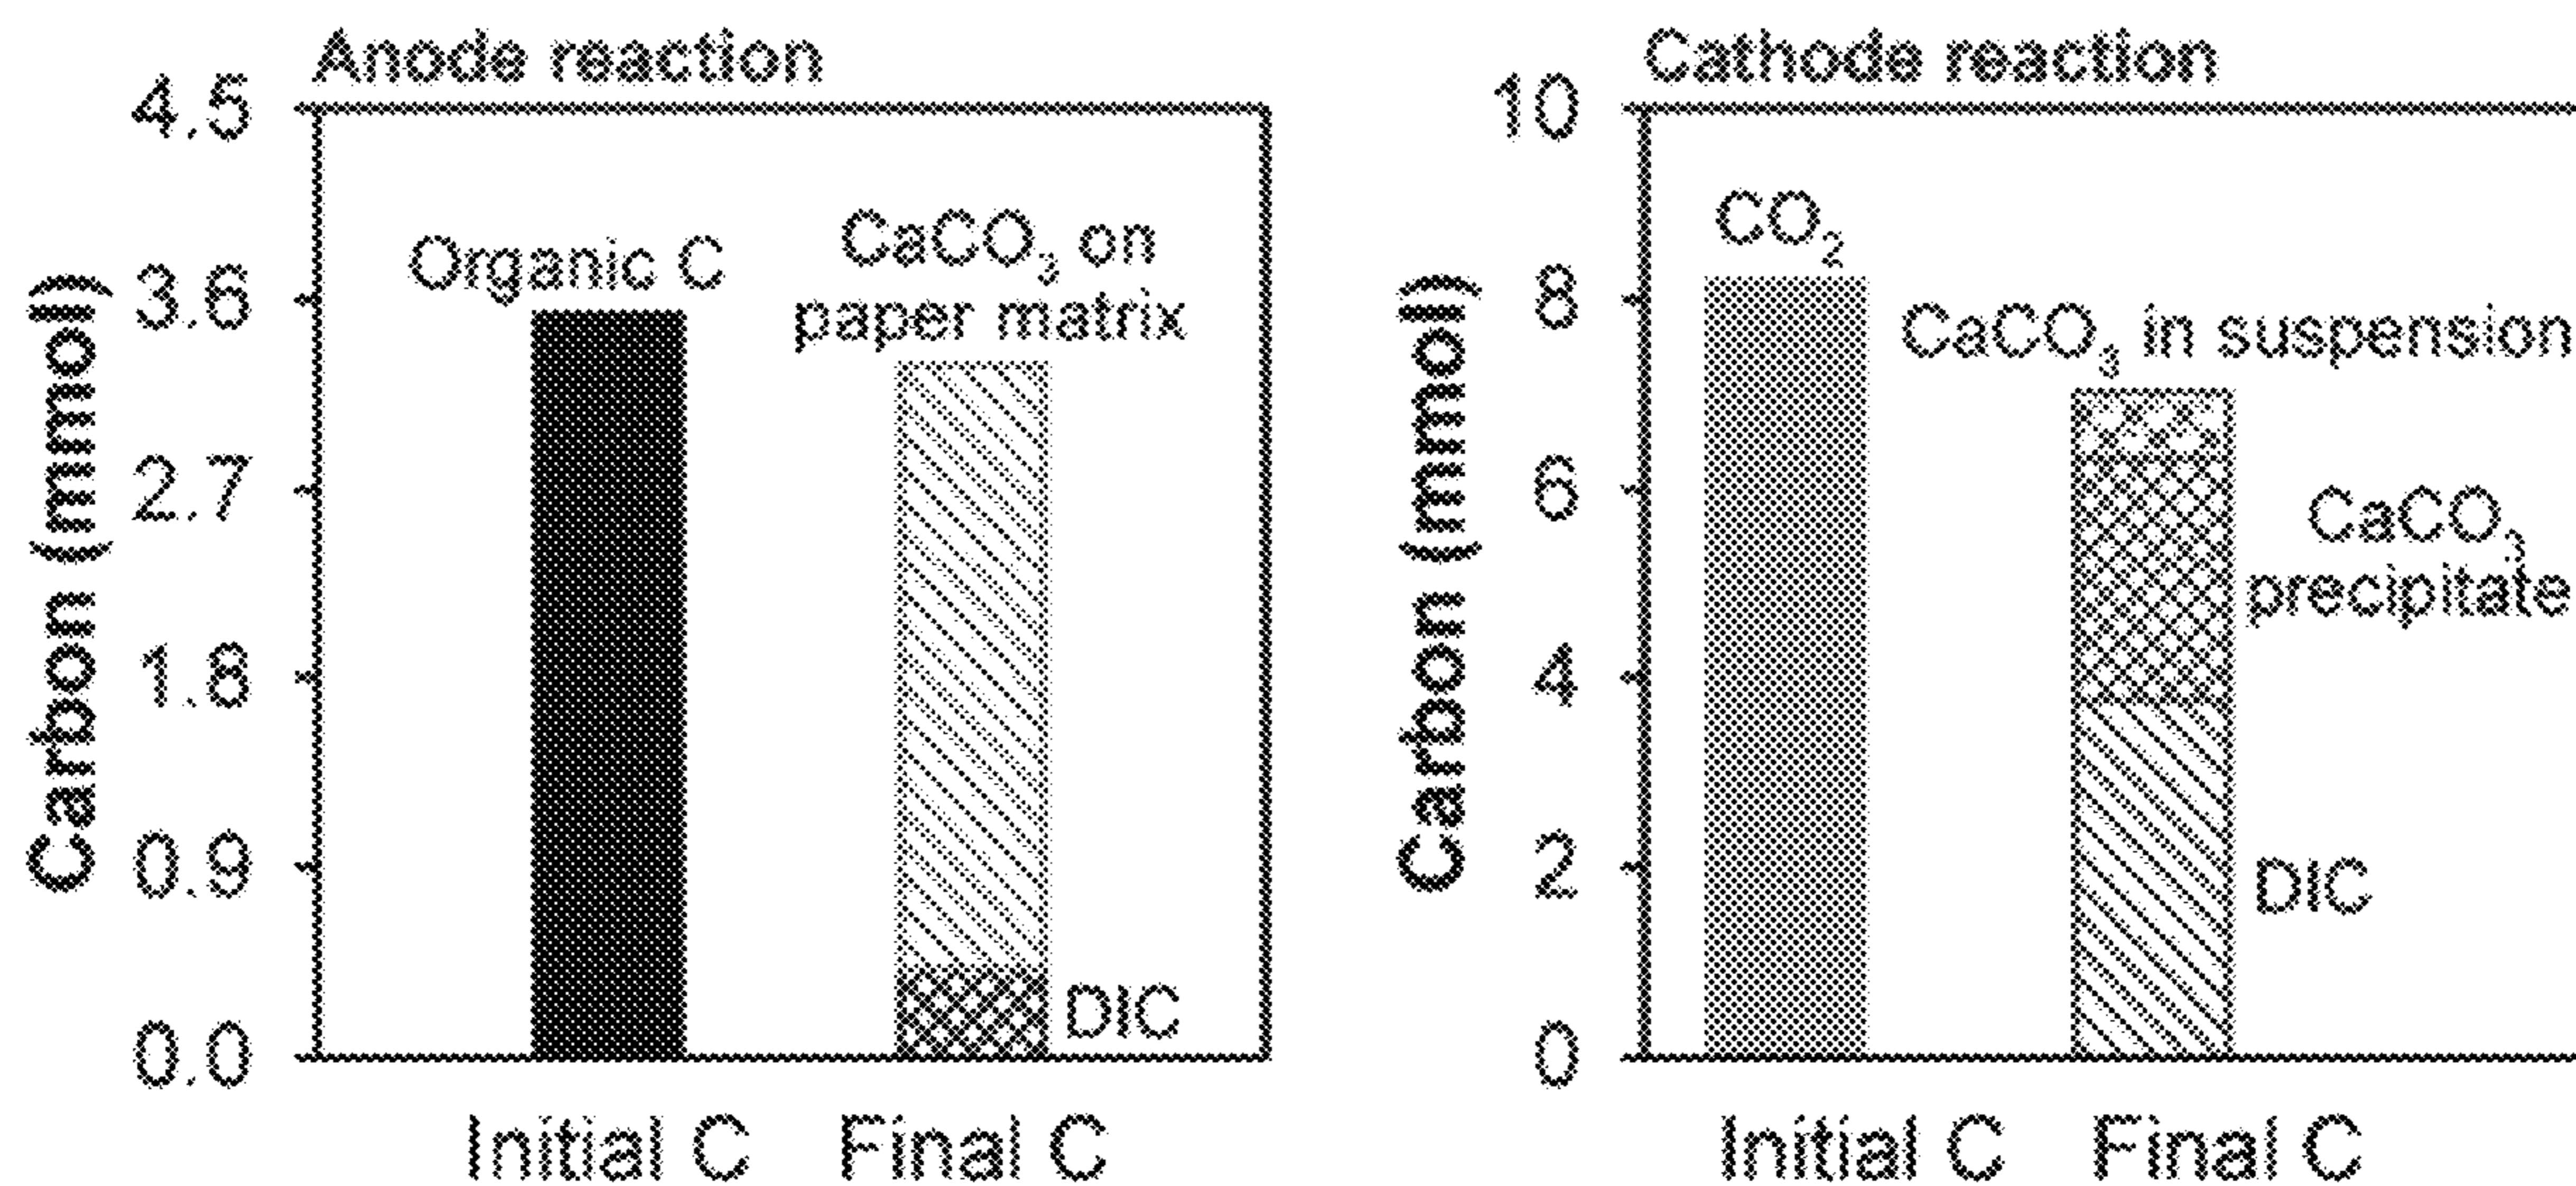 Anode reaction
4.5
3.6
2.7
1.8
0.9
0.0
Carbon (mmol)
Organic C
CaCO₃ on
paper matrix
DIC
Initial C
Final C
Cathode reaction
10
8
6
4
2
0
Carbon (mmol)
CO₂
CaCO₃ in suspension
CaCO₃
precipitate
DIC
Initial C
Final C